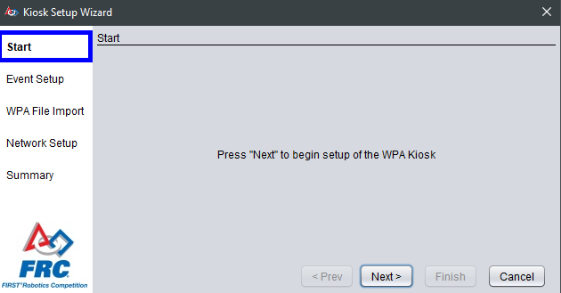 Kiosk Setup Wizard
Start
Start
Event Setup
WPA File Import
Network Setup
Summary
Press "Next" to begin setup of the WPA Kiosk
FRC
FIRST® Robotics Competition
< Prev
Next >
Finish
Cancel